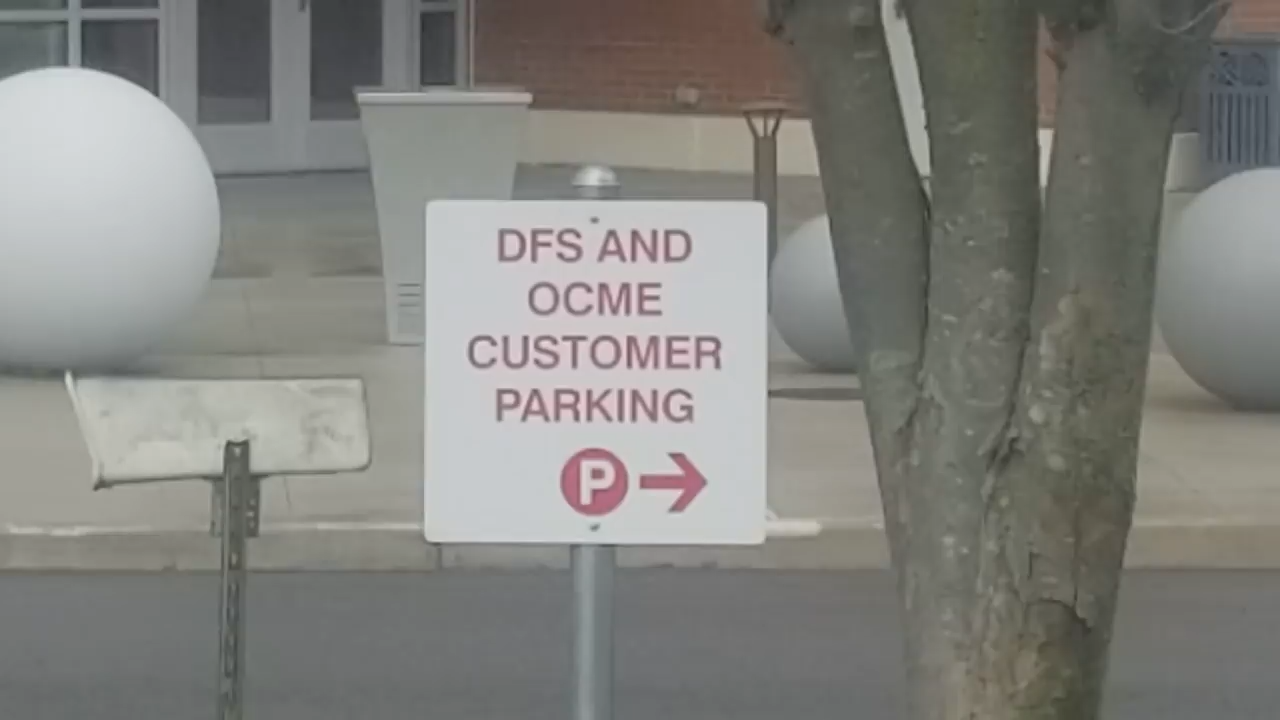 DFS AND
OCME
CUSTOMER
PARKING
P